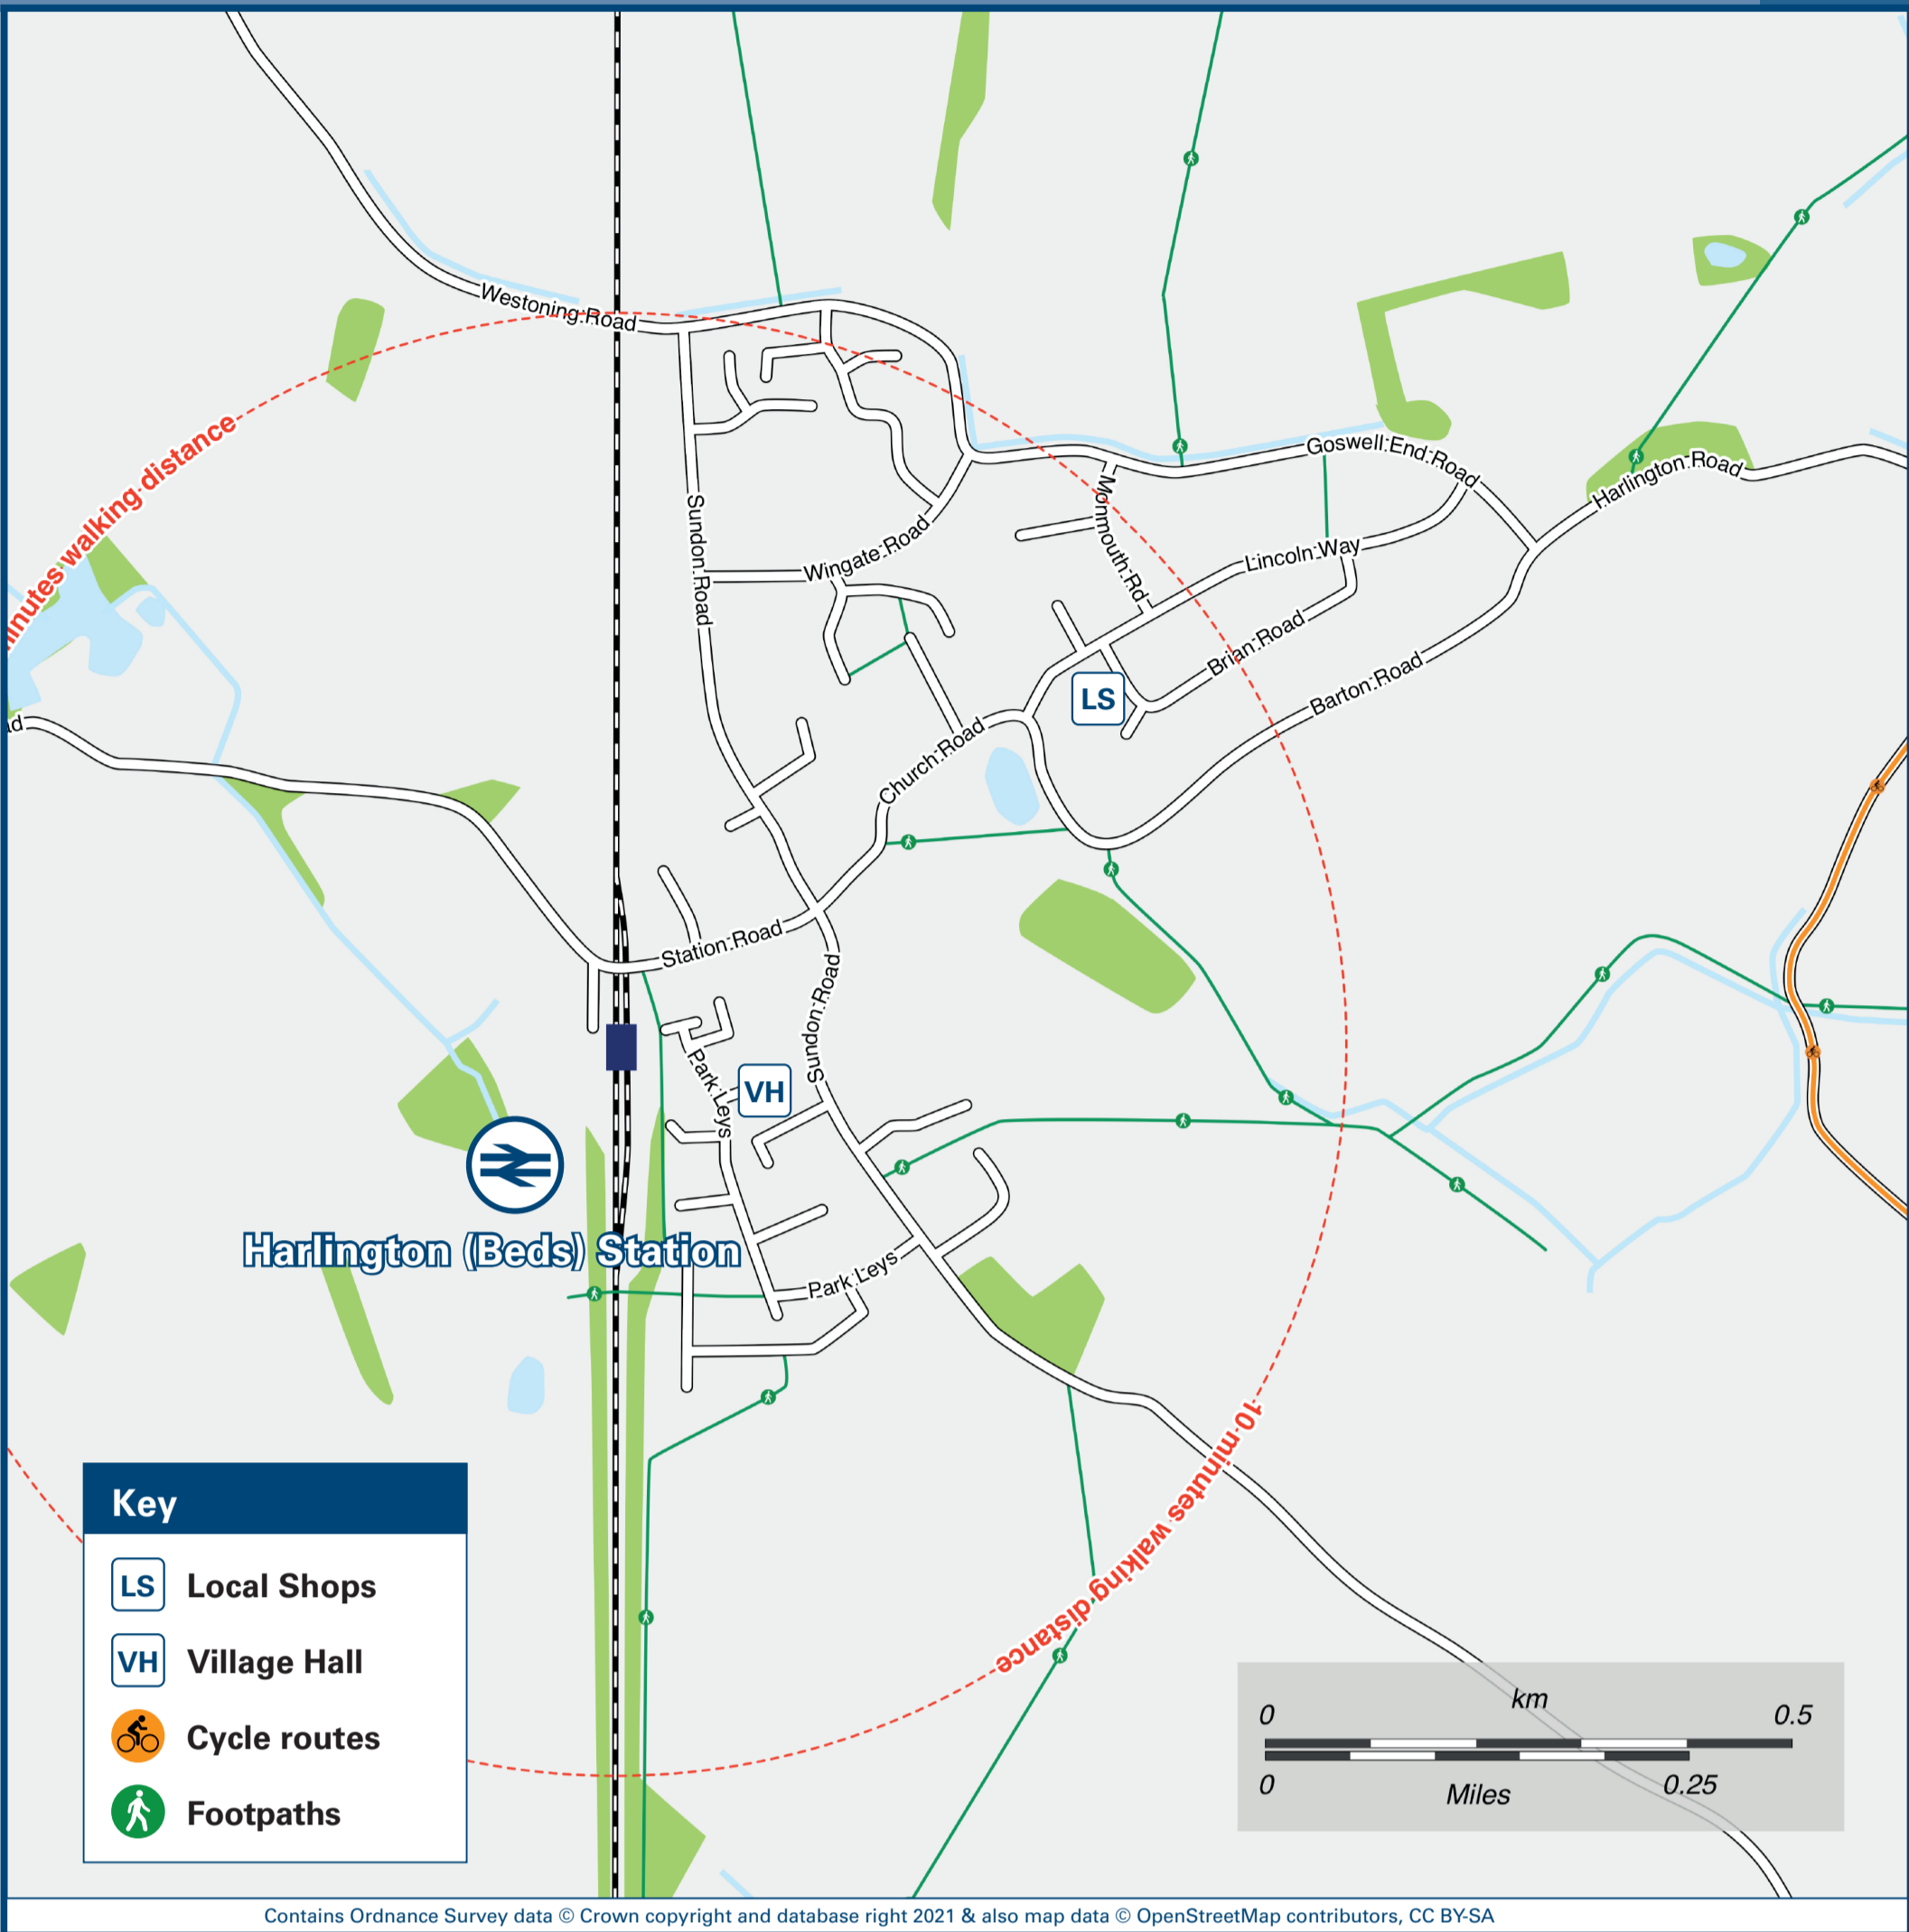 Westoning Road
Goswell End Road
Harlington Road
minutes walking distance
Sundon Road
Monmouth Rd
Wingate Road
Lincoln Way
Brian Road
Barton Road
LS
Church Road
Station Road
Sundon Road
Park Leys
VH
Harlington (Beds) Station
Park Leys
10 minutes walking distance
Key
LS Local Shops
VH Village Hall
Cycle routes
Footpaths
km
0 0.5
0 0.25
Miles
Contains Ordnance Survey data © Crown copyright and database right 2021 & also map data © OpenStreetMap contributors, CC BY-SA